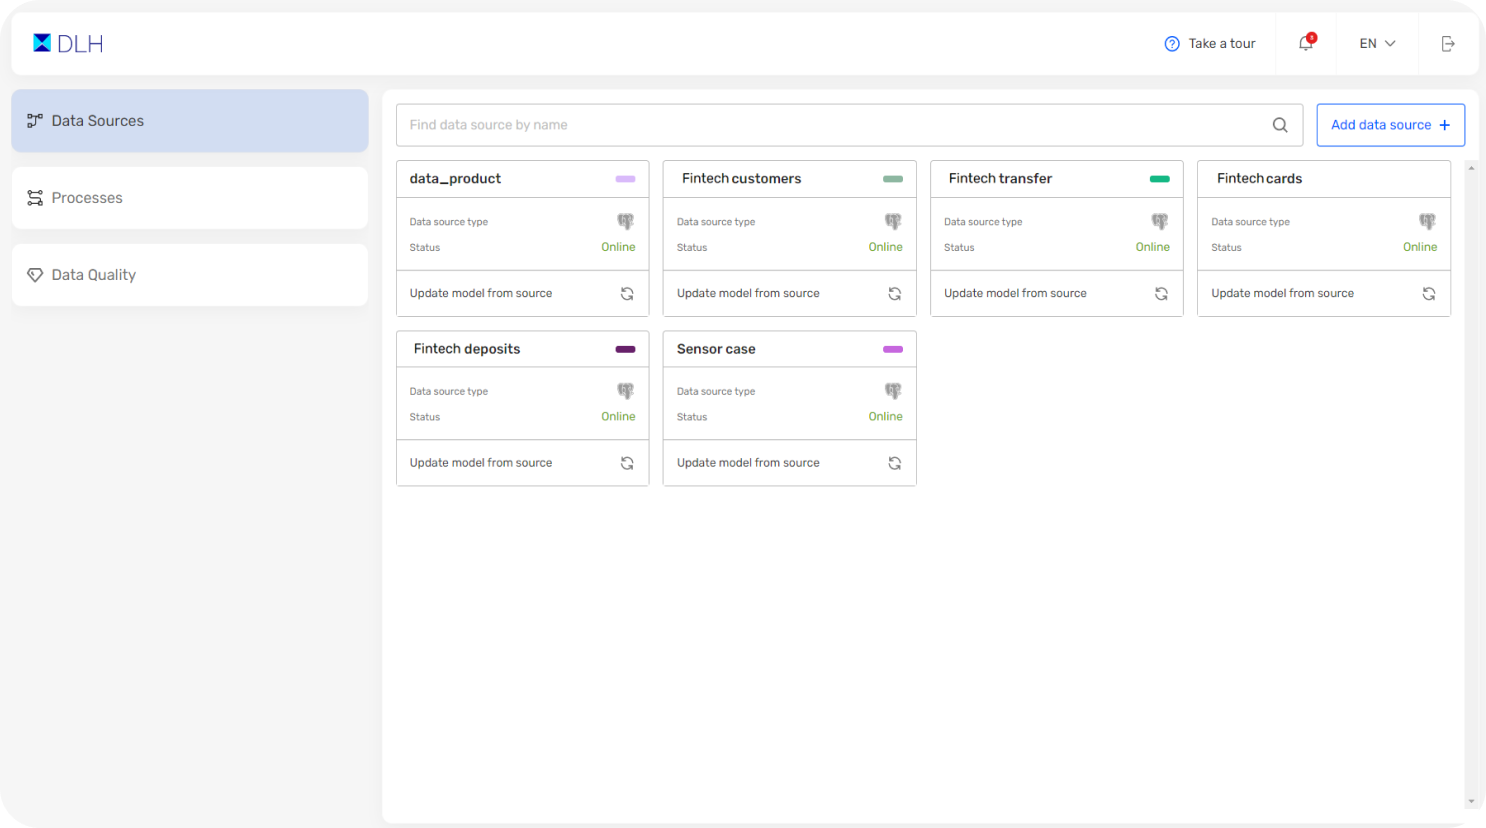 DLH
Take a tour
EN
Data Sources
Processes
Data Quality
Find data source by name
Add data source +
data_product
Data source type
Status Online
Update model from source
Fintech customers
Data source type
Status Online
Update model from source
Fintech transfer
Data source type
Status Online
Update model from source
Fintech cards
Data source type
Status Online
Update model from source
Fintech deposits
Data source type
Status Online
Update model from source
Sensor case
Data source type
Status Online
Update model from source